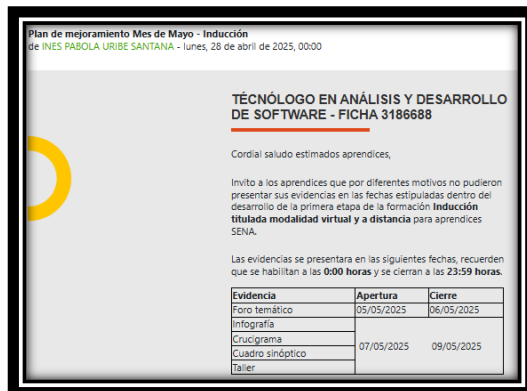 Plan de mejoramiento Mes de Mayo - Inducción
de INES PABOLA URIBE SANTANA - lunes, 28 de abril de 2025, 00:00
TÉCNÓLOGO EN ANÁLISIS Y DESARROLLO
DE SOFTWARE - FICHA 3186688
Cordial saludo estimados aprendices,
Invito a los aprendices que por diferentes motivos no pudieron
presentar sus evidencias en las fechas estipuladas dentro del
desarrollo de la primera etapa de la formación Inducción
titulada modalidad virtual y a distancia para aprendices
SENA.
Las evidencias se presentara en las siguientes fechas, recuerden
que se habilitan a las 0:00 horas y se cierran a las 23:59 horas.
Evidencia Apertura Cierre
Foro temático 05/05/2025 06/05/2025
Infografía
Crucigrama
Cuadro sinóptico
Taller
07/05/2025 09/05/2025